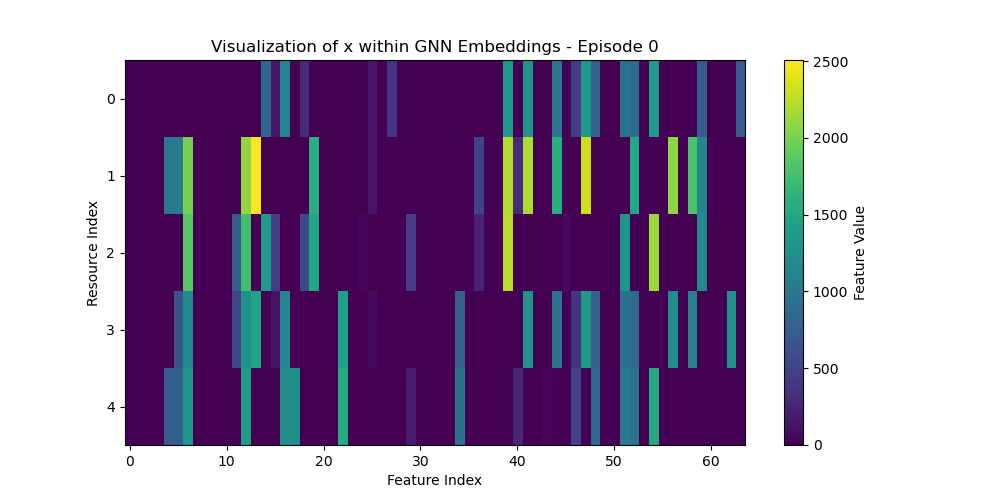 Visualization of x within GNN Embeddings - Episode 0
Resource Index
0
1
2
3
4
0 10 20 30 40 50 60
Feature Index
2500
2000
1500
1000
500
0
Feature Value